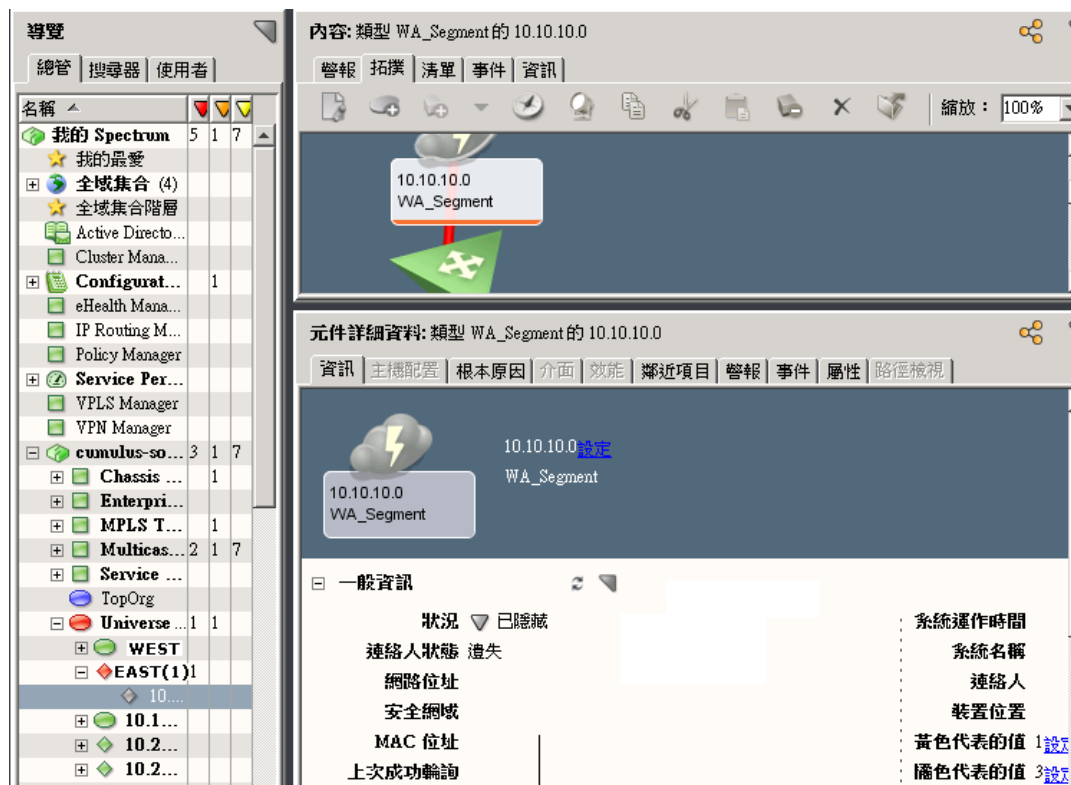 導覽
總管 搜尋器 使用者
名稱
我的 Spectrum 5 1 7
我的最愛
全域集合 (4)
全域集合階層
Active Directo...
Cluster Mana...
Configurat... 1
eHealth Mana...
IP Routing M...
Policy Manager
Service Per...
VPLS Manager
VPN Manager
cumulus-so... 3 1 7
Chassis ... 1
Enterpri...
MPLS T... 1
Multicas... 2 1 7
Service ...
TopOrg
Universe ... 1 1
WEST
EAST(1) 1
10....
10.1...
10.2...
10.2...
內容: 類型 WA_Segment 的 10.10.10.0
警報 拓撲 清單 事件 資訊
縮放： 100%
10.10.10.0
WA_Segment
元件詳細資料: 類型 WA_Segment 的 10.10.10.0
資訊 主機配置 根本原因 介面 效能 鄰近項目 警報 事件 屬性 路徑檢視
10.10.10.0設定
WA_Segment
10.10.10.0
WA_Segment
一般資訊
狀況 已隱藏
連絡人狀態 遺失
網路位址
安全網域
MAC 位址
上次成功輪詢
系統運作時間
系統名稱
連絡人
裝置位置
黃色代表的值 1設定
橘色代表的值 3設定